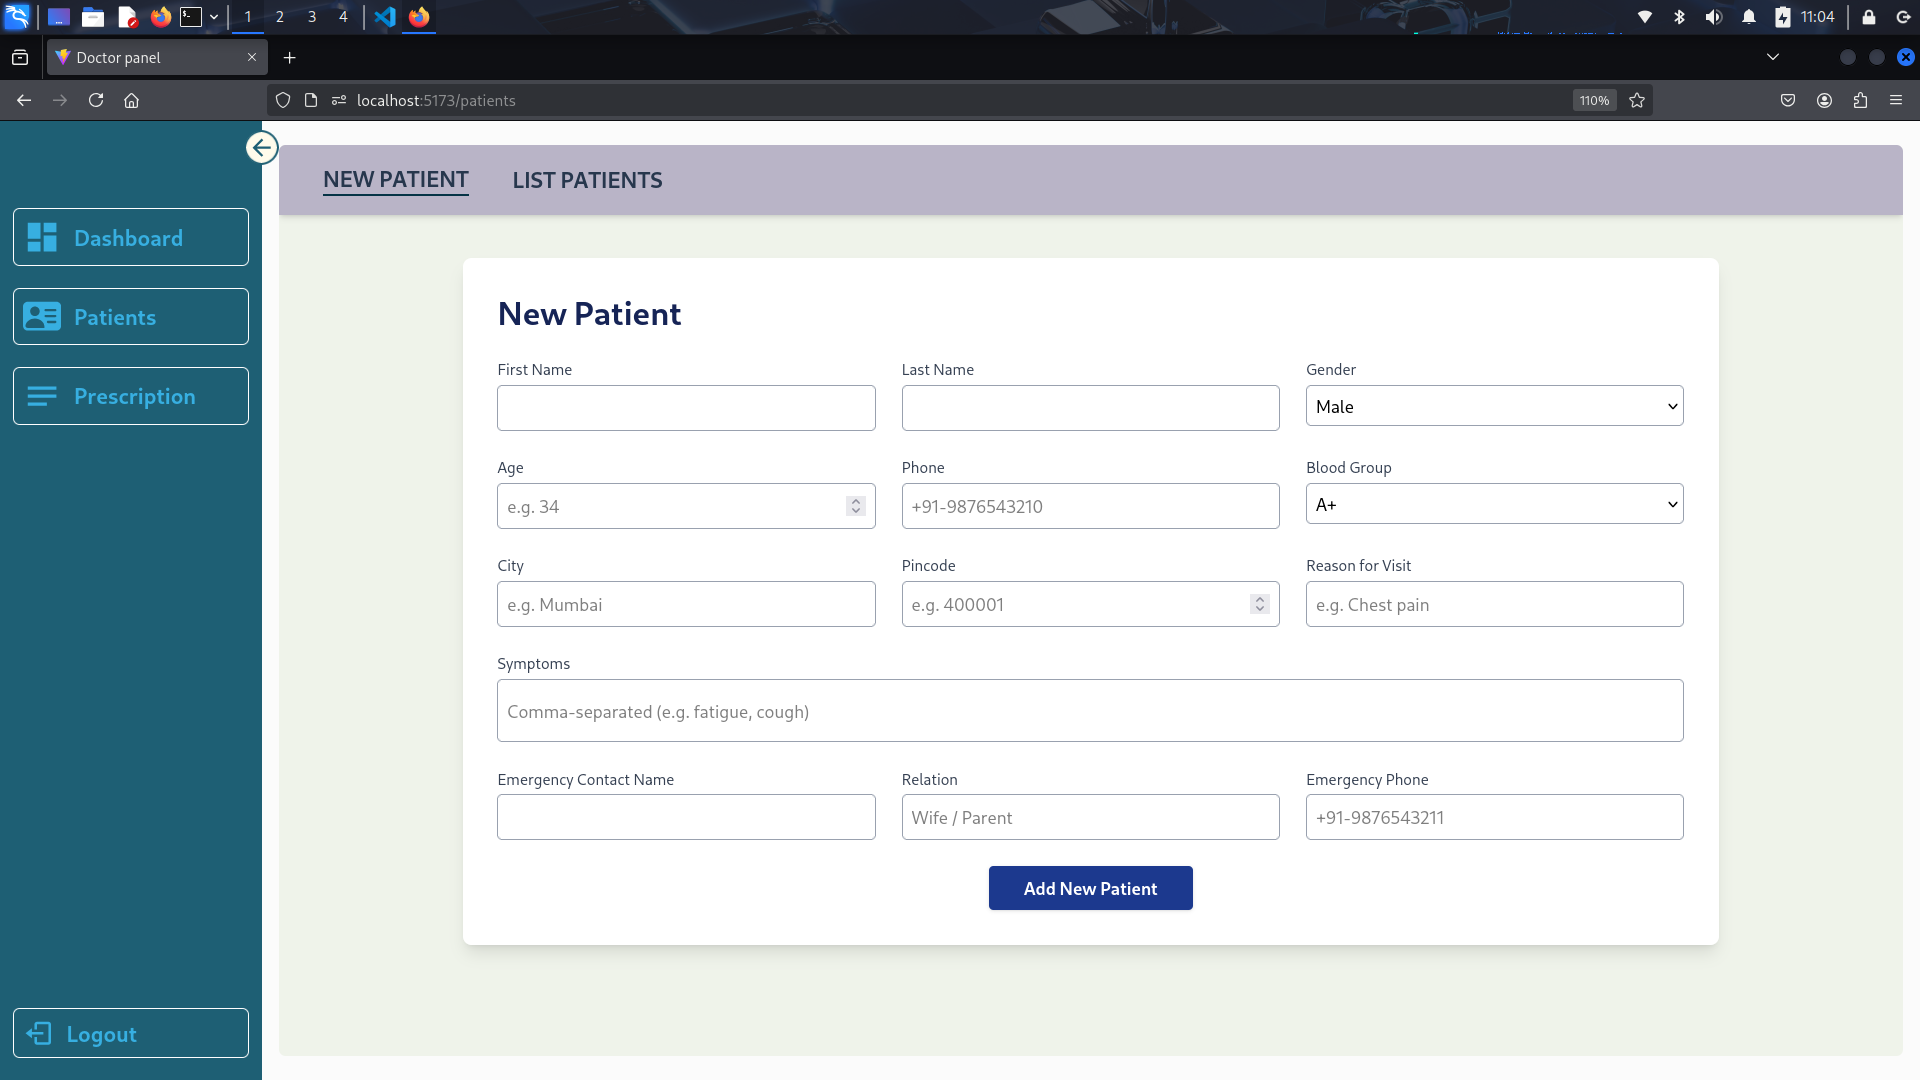 1 2 3 4
11:04
Doctor panel
localhost:5173/patients
110%
NEW PATIENT LIST PATIENTS
Dashboard
Patients
Prescription
Logout
New Patient
First Name Last Name Gender
Male
Age Phone Blood Group
e.g. 34 +91-9876543210 A+
City Pincode Reason for Visit
e.g. Mumbai e.g. 400001 e.g. Chest pain
Symptoms
Comma-separated (e.g. fatigue, cough)
Emergency Contact Name Relation Emergency Phone
Wife / Parent +91-9876543211
Add New Patient